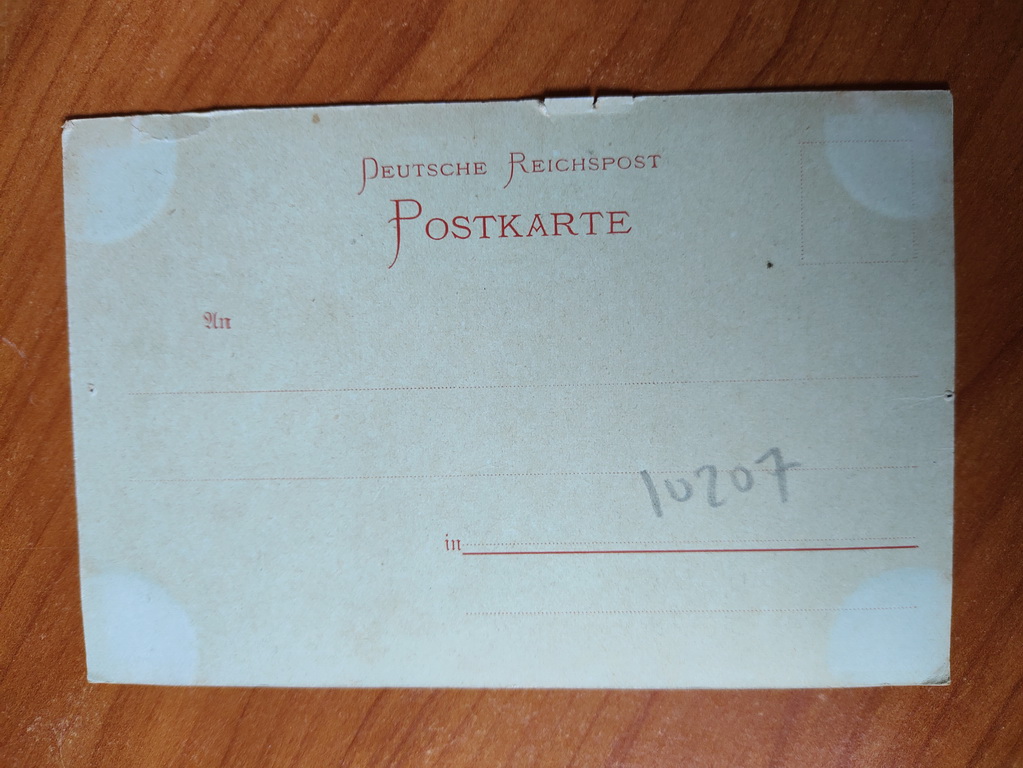 Deutsche Reichspost
Postkarte
An
10207
in